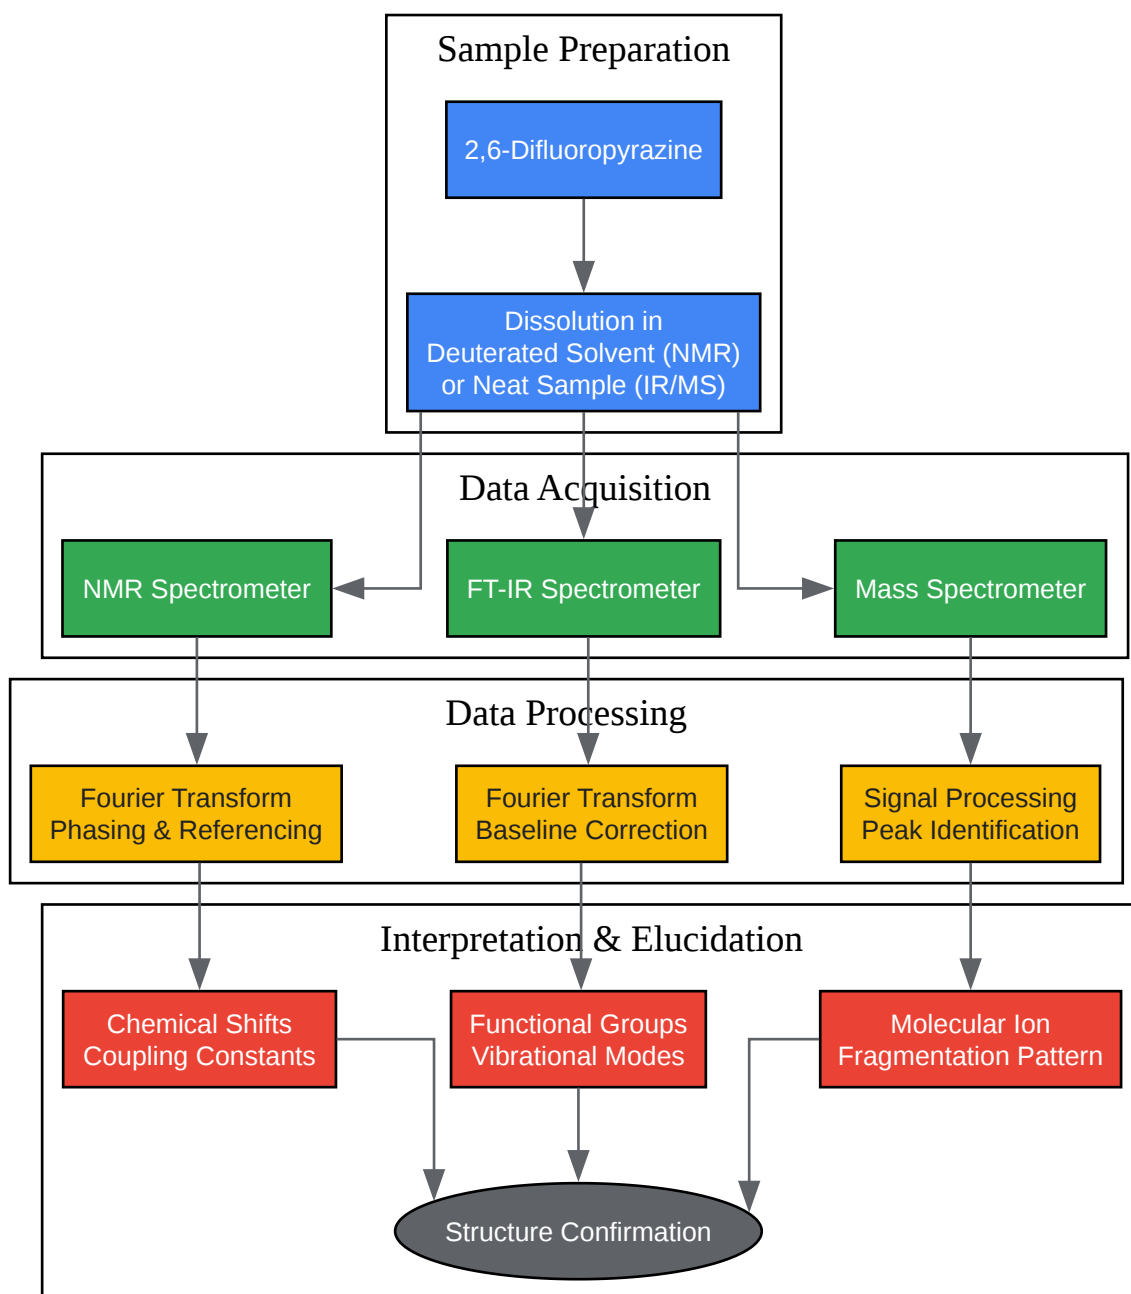 Sample Preparation
2,6-Difluoropyrazine
Dissolution in
Deuterated Solvent (NMR)
or Neat Sample (IR/MS)
Data Acquisition
NMR Spectrometer
FT-IR Spectrometer
Mass Spectrometer
Data Processing
Fourier Transform
Phasing & Referencing
Fourier Transform
Baseline Correction
Signal Processing
Peak Identification
Interpretation & Elucidation
Chemical Shifts
Coupling Constants
Functional Groups
Vibrational Modes
Molecular Ion
Fragmentation Pattern
Structure Confirmation